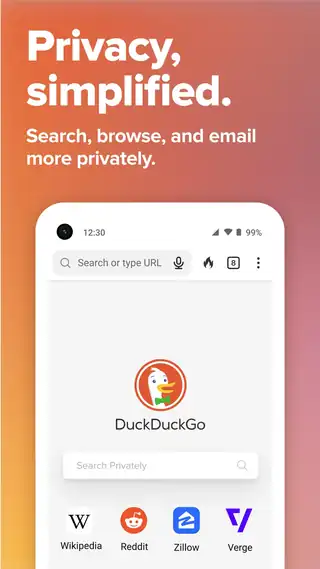 Privacy,
simplified.
Search, browse, and email
more privately.
12:30
99%
Search or type URL
8
DuckDuckGo
Search Privately
W
Wikipedia
Reddit
Z
Zillow
Verge